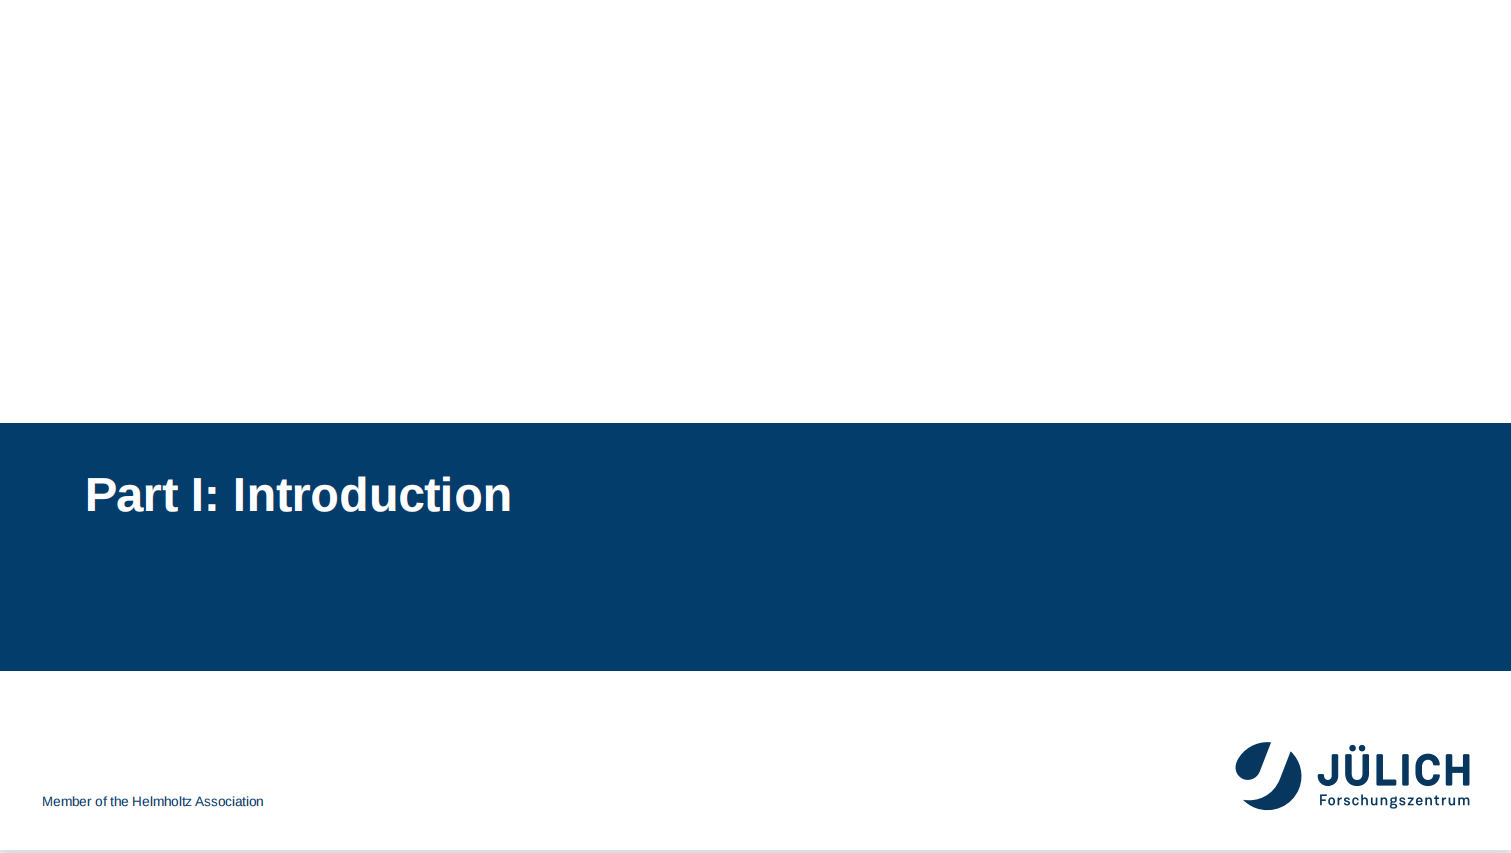 Part I: Introduction
Member of the Helmholtz Association
JÜLICH
Forschungszentrum